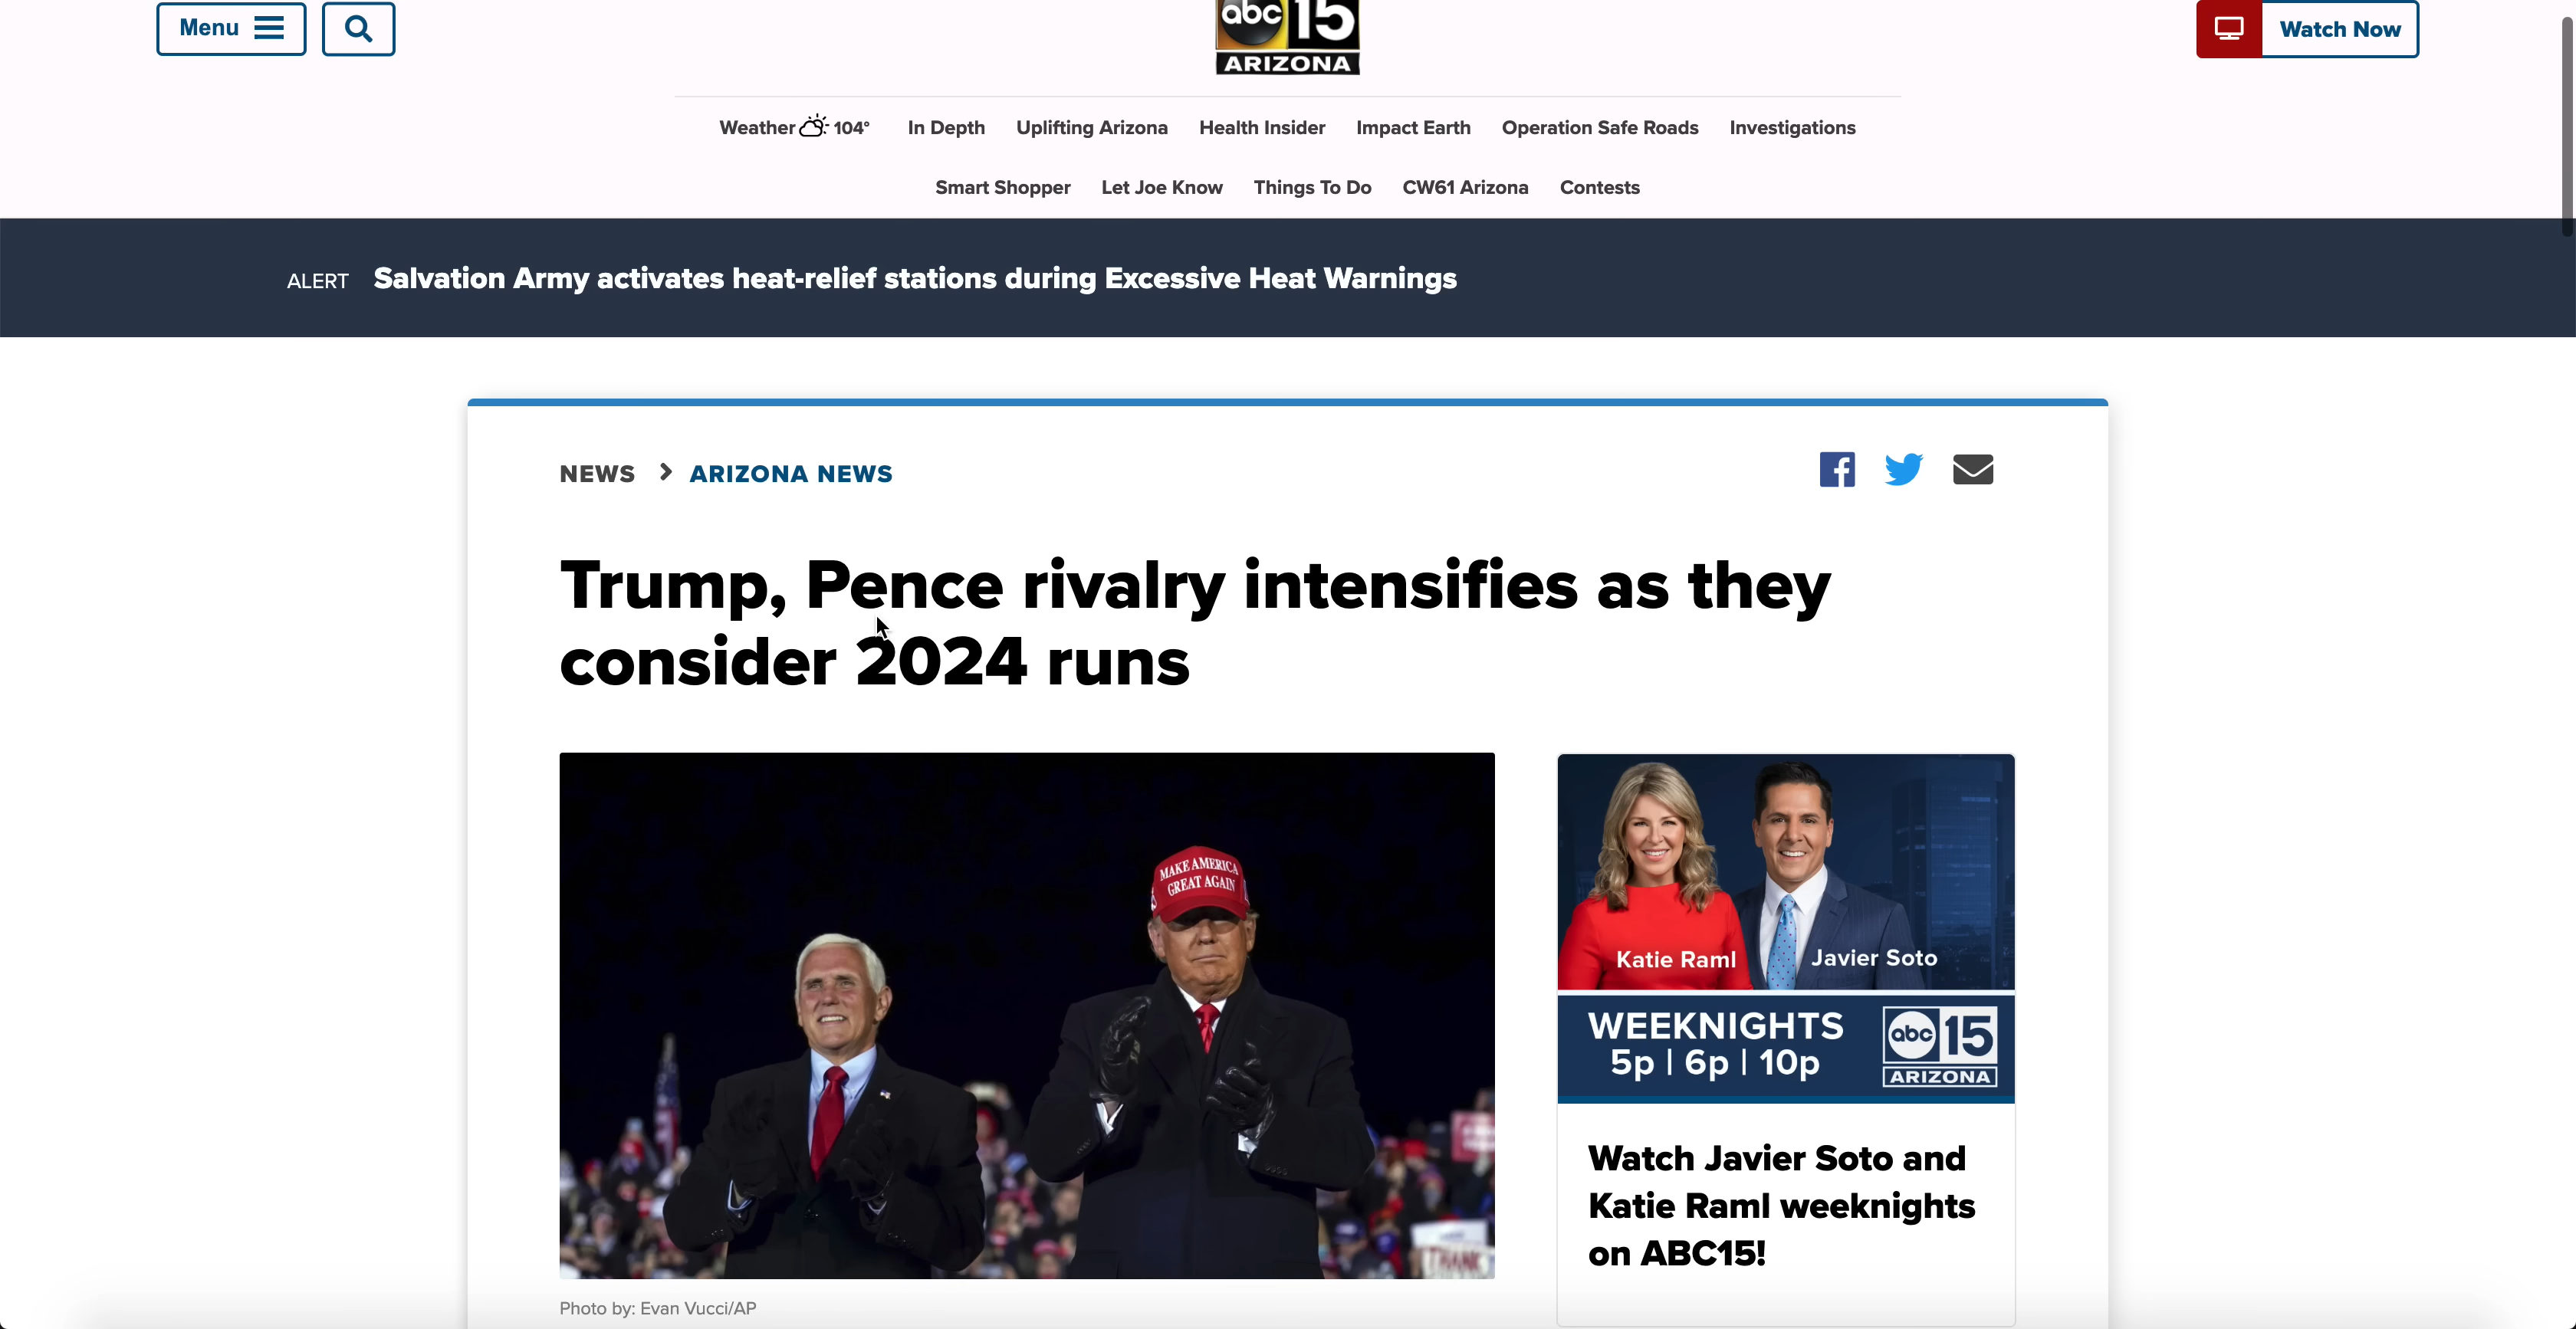 Menu
abc 15
ARIZONA
Watch Now
Weather 104° In Depth Uplifting Arizona Health Insider Impact Earth Operation Safe Roads Investigations
Smart Shopper Let Joe Know Things To Do CW61 Arizona Contests
ALERT Salvation Army activates heat-relief stations during Excessive Heat Warnings
NEWS > ARIZONA NEWS
Trump, Pence rivalry intensifies as they
consider 2024 runs
MAKE AMERICA
GREAT AGAIN
THANK
Photo by: Evan Vucci/AP
Katie Raml Javier Soto
WEEKNIGHTS
5p | 6p | 10p
abc 15
ARIZONA
Watch Javier Soto and
Katie Raml weeknights
on ABC15!